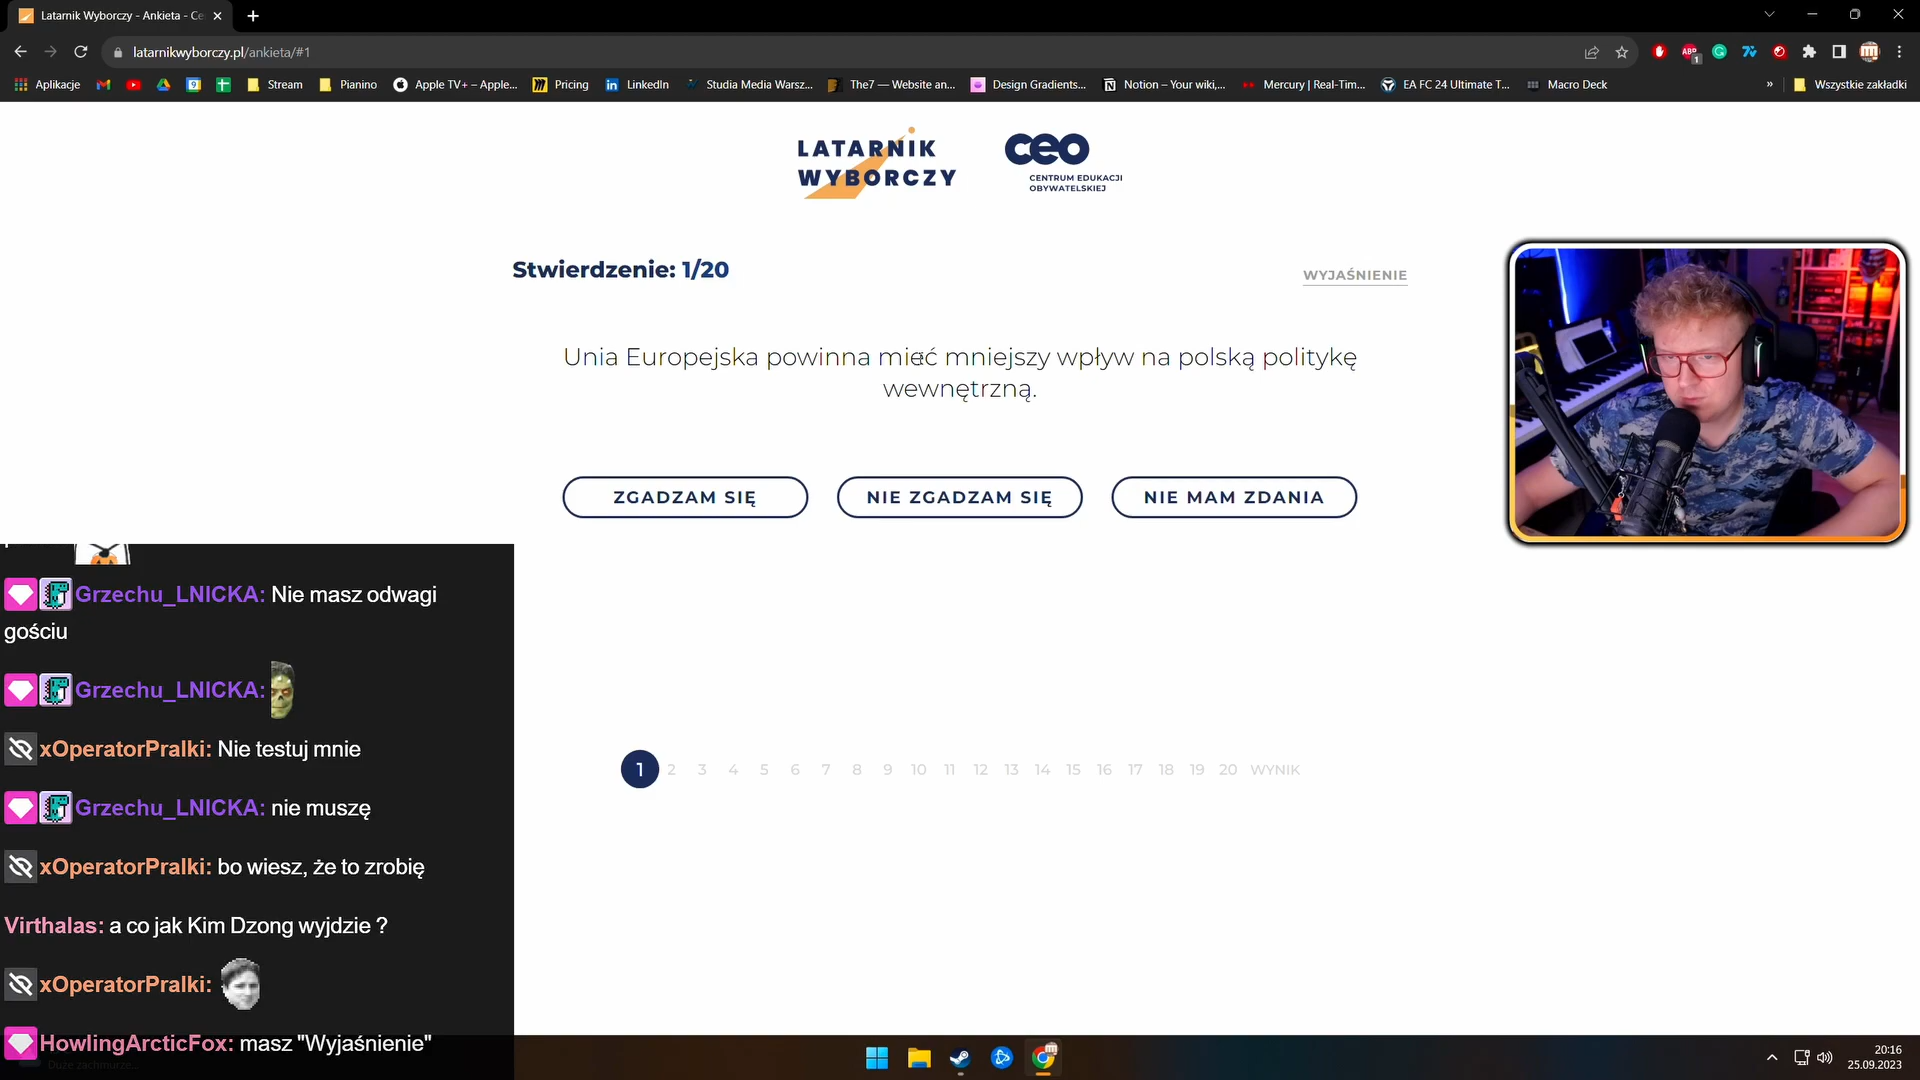 Latarnik Wyborczy - Ankieta - Ce
latarnikwyborczy.pl/ankieta/#1
Aplikacje
Stream
Pianino
Apple TV+ – Apple...
Pricing
LinkedIn
Studia Media Warsz...
The7 — Website an...
Design Gradients...
Notion – Your wiki,...
Mercury | Real-Tim...
EA FC 24 Ultimate T...
Macro Deck
»
Wszystkie zakładki
LATARNIK
WYBORCZY
ceo
CENTRUM EDUKACJI
OBYWATELSKIEJ
Stwierdzenie: 1/20
WYJAŚNIENIE
Unia Europejska powinna mieć mniejszy wpływ na polską politykę
wewnętrzną.
ZGADZAM SIĘ
NIE ZGADZAM SIĘ
NIE MAM ZDANIA
Grzechu_LNICKA: Nie masz odwagi
gościu
Grzechu_LNICKA:
xOperatorPralki: Nie testuj mnie
Grzechu_LNICKA: nie muszę
xOperatorPralki: bo wiesz, że to zrobię
Virthalas: a co jak Kim Dzong wyjdzie ?
xOperatorPralki:
HowlingArcticFox: masz "Wyjaśnienie"
1 2 3 4 5 6 7 8 9 10 11 12 13 14 15 16 17 18 19 20 WYNIK
Duże zachmurze...
20:16
25.09.2023